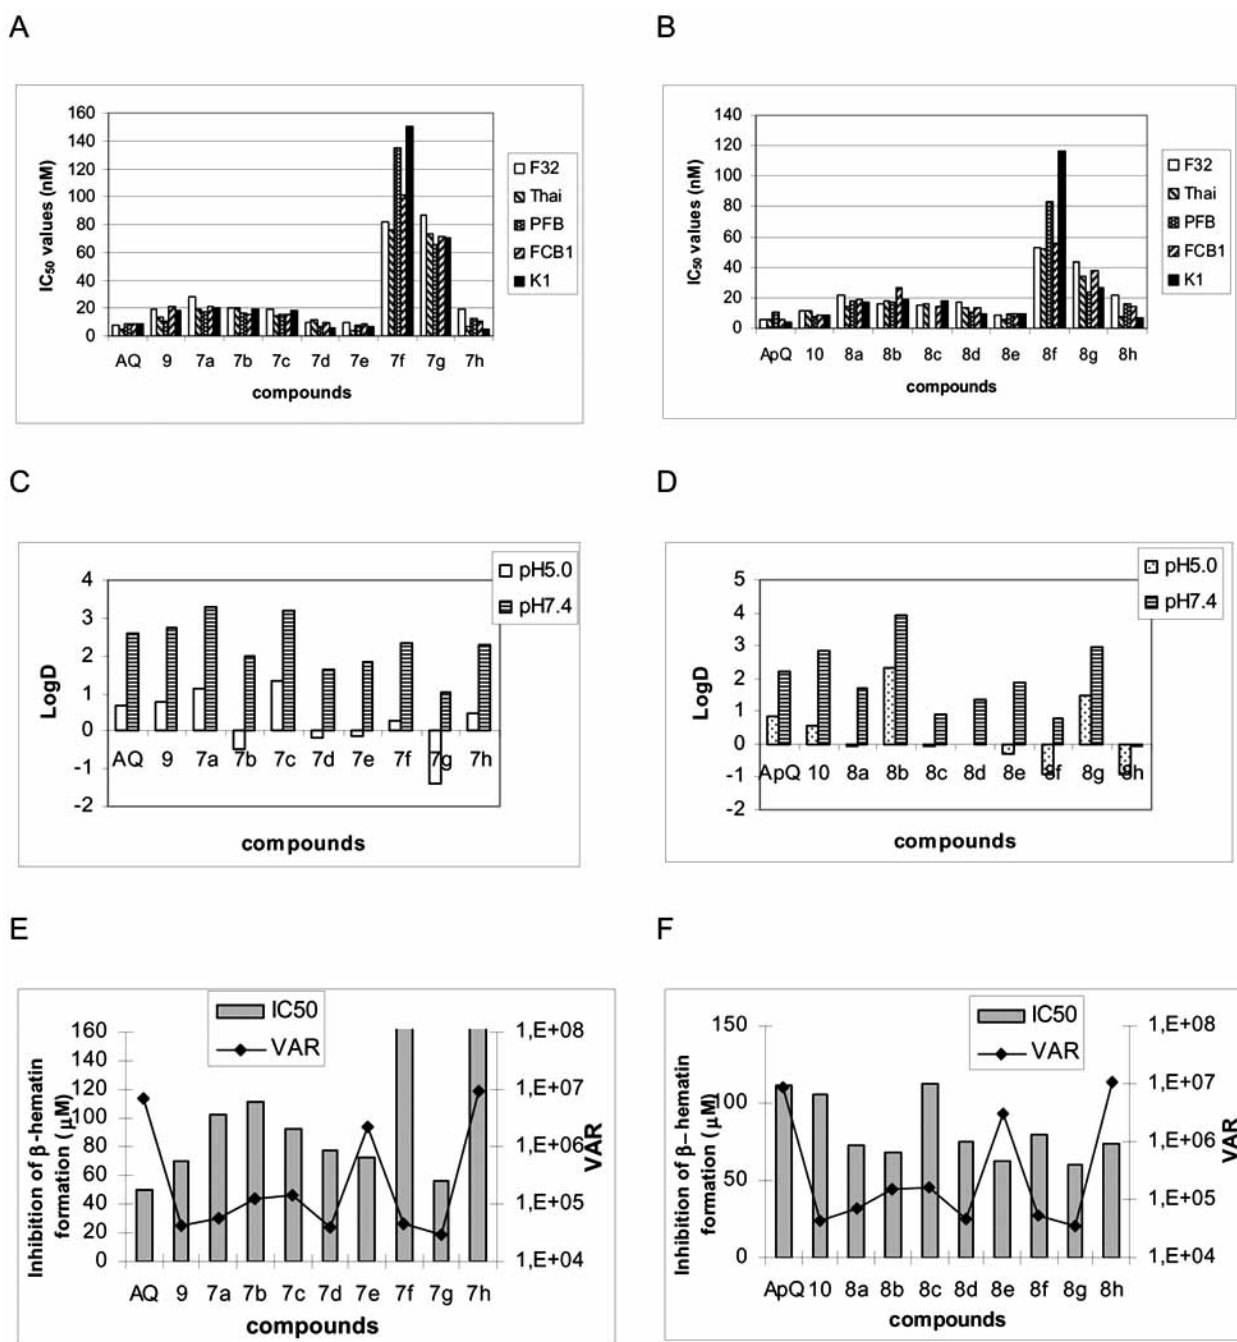 A
B
160
140
120
100
80
60
40
20
0
IC50 values (nM)
AQ 9 7a 7b 7c 7d 7e 7f 7g 7h
compounds
F32
Thai
PFB
FCB1
K1
140
120
100
80
60
40
20
0
IC50 values (nM)
ApQ 10 8a 8b 8c 8d 8e 8f 8g 8h
compounds
F32
Thai
PFB
FCB1
K1
C
D
pH5.0
pH7.4
4
3
2
1
0
-1
-2
LogD
AQ 9 7a 7b 7c 7d 7e 7f 7g 7h
compounds
pH5.0
pH7.4
5
4
3
2
1
0
-1
-2
LogD
ApQ 10 8a 8b 8c 8d 8e 8f 8g 8h
compounds
E
F
IC50
VAR
160
140
120
100
80
60
40
20
0
Inhibition of β-hematin
formation (μM)
1,E+08
1,E+07
1,E+06
1,E+05
1,E+04
VAR
AQ 9 7a 7b 7c 7d 7e 7f 7g 7h
compounds
IC50
VAR
150
100
50
0
Inhibition of β–hematin
formation (μM)
1,E+08
1,E+07
1,E+06
1,E+05
1,E+04
VAR
ApQ 10 8a 8b 8c 8d 8e 8f 8g 8h
compounds